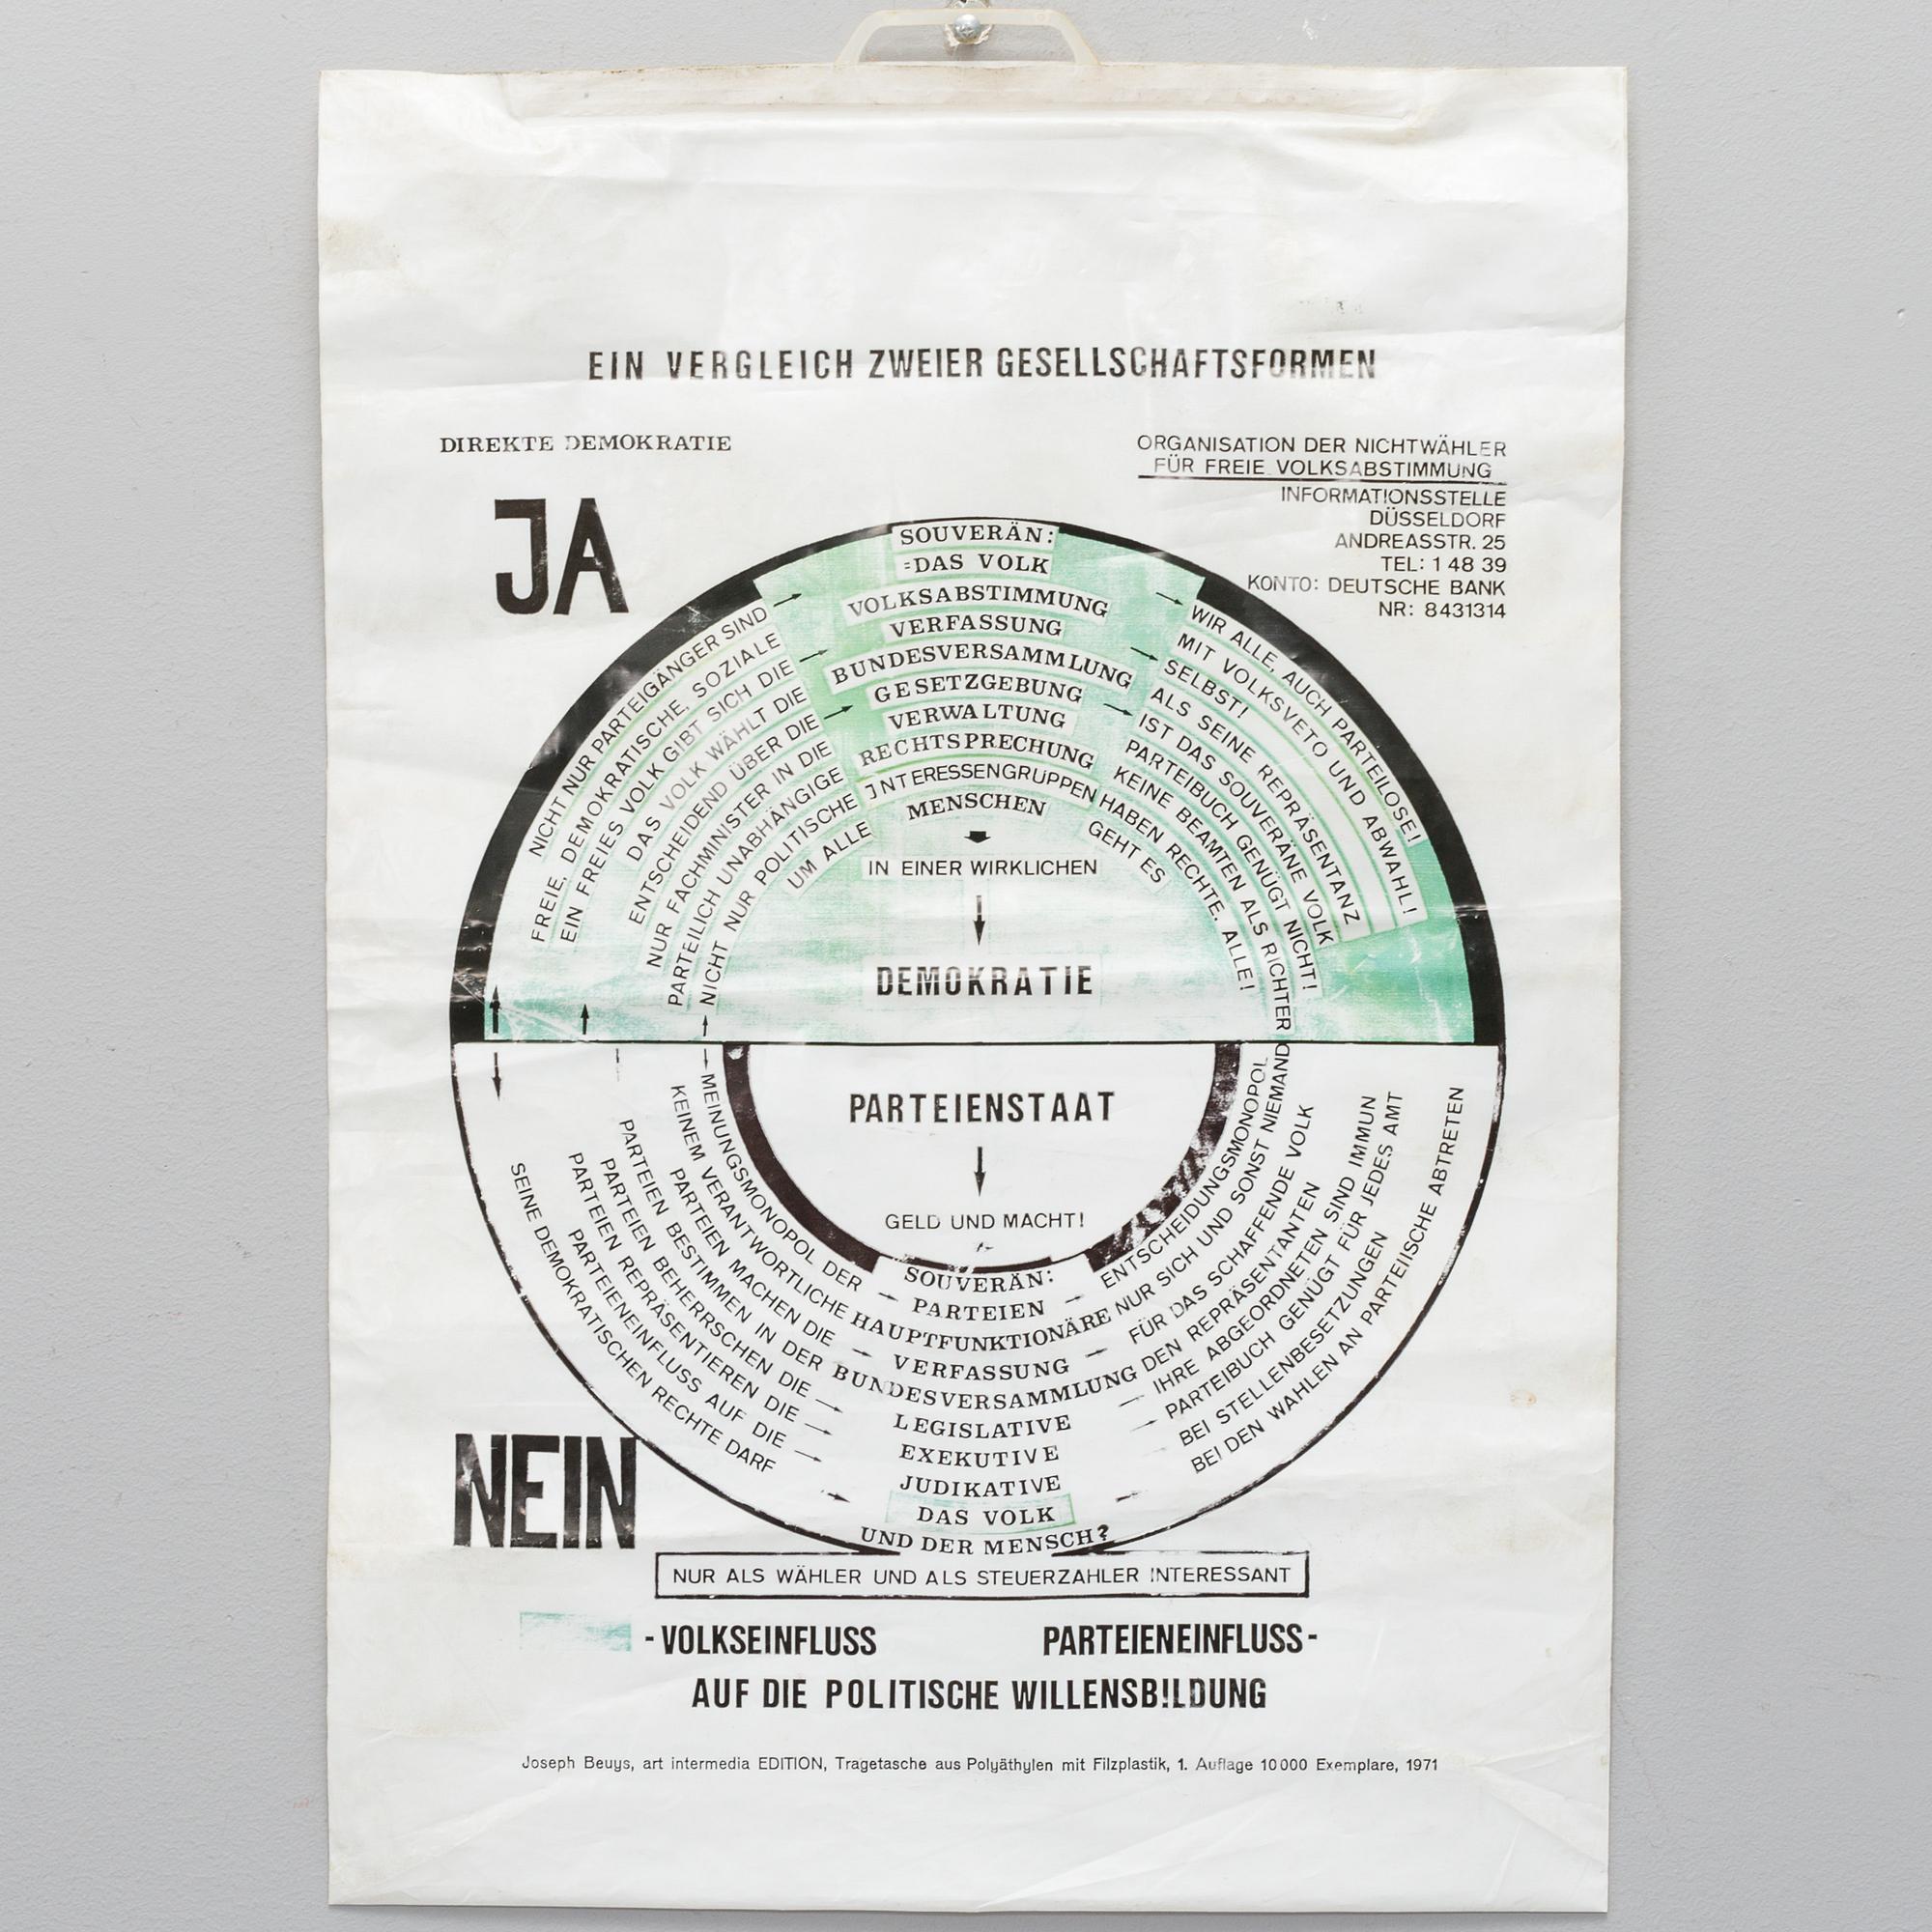 EIN VERGLEICH ZWEIER GESELLSCHAFTSFORMEN
DIREKTE DEMOKRATIE
JA
ORGANISATION DER NICHTWÄHLER
FÜR FREIE VOLKSABSTIMMUNG
INFORMATIONSSTELLE
DÜSSELDORF
ANDREASSTR. 25
TEL: 1 48 39
KONTO: DEUTSCHE BANK
NR: 8431314
SOUVERÄN:
NICHT NUR PARTEIGÄNGER SIND =DAS VOLK WIR ALLE, AUCH PARTEILOSE!
FREIE, DEMOKRATISCHE, SOZIALE VOLKSABSTIMMUNG MIT VOLKSVETO UND ABWAHL!
EIN FREIES VOLK GIBT SICH DIE VERFASSUNG SELBST!
DAS VOLK WÄHLT DIE BUNDESVERSAMMLUNG ALS SEINE REPRÄSENTANZ
ENTSCHEIDEND ÜBER DIE GESETZGEBUNG IST DAS SOUVERÄNE VOLK
NUR FACHMINISTER IN DIE VERWALTUNG PARTEIBUCH GENÜGT NICHT!
PARTEILICH UNABHÄNGIGE RECHTSPRECHUNG KEINE BEAMTEN ALS RICHTER
NICHT NUR POLITISCHE INTERESSENGRUPPEN HABEN RECHTE. ALLE!
UM ALLE MENSCHEN GEHT ES
IN EINER WIRKLICHEN
DEMOKRATIE
PARTEIENSTAAT
GELD UND MACHT!
SOUVERÄN:
MEINUNGSMONOPOL DER PARTEIEN ENTSCHEIDUNGSMONOPOL
KEINEM VERANTWORTLICHE HAUPTFUNKTIONÄRE NUR SICH UND SONST NIEMAND
PARTEIEN MACHEN DIE VERFASSUNG FÜR DAS SCHAFFENDE VOLK
PARTEIEN BESTIMMEN IN DER BUNDESVERSAMMLUNG DEN REPRÄSENTANTEN
PARTEIEN BEHERRSCHEN DIE LEGISLATIVE IHRE ABGEORDNETEN SIND IMMUN
PARTEIEN REPRÄSENTIEREN DIE EXEKUTIVE PARTEIBUCH GENÜGT FÜR JEDES AMT
PARTEIENEINFLUSS AUF DIE JUDIKATIVE BEI STELLENBESETZUNGEN
SEINE DEMOKRATISCHEN RECHTE DARF DAS VOLK BEI DEN WAHLEN AN PARTEIISCHE ABTRETEN
UND DER MENSCH?
NEIN
NUR ALS WÄHLER UND ALS STEUERZAHLER INTERESSANT
-VOLKSEINFLUSS PARTEIENEINFLUSS-
AUF DIE POLITISCHE WILLENSBILDUNG
Joseph Beuys, art intermedia EDITION, Tragetasche aus Polyäthylen mit Filzplastik, 1. Auflage 10000 Exemplare, 1971